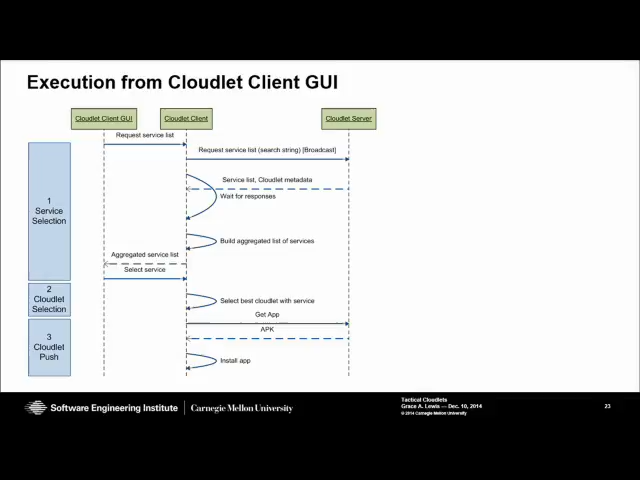 Execution from Cloudlet Client GUI
Cloudlet Client GUI
Cloudlet Client
Cloudlet Server
Request service list
Request service list (search string) [Broadcast]
1
Service
Selection
Service list, Cloudlet metadata
Wait for responses
Build aggregated list of services
Aggregated service list
Select service
2
Cloudlet
Selection
Select best cloudlet with service
Get App
3
Cloudlet
Push
APK
Install app
Software Engineering Institute
Carnegie Mellon University
Tactical Cloudlets
Grace A. Lewis — Dec. 10, 2014
© 2014 Carnegie Mellon University
23